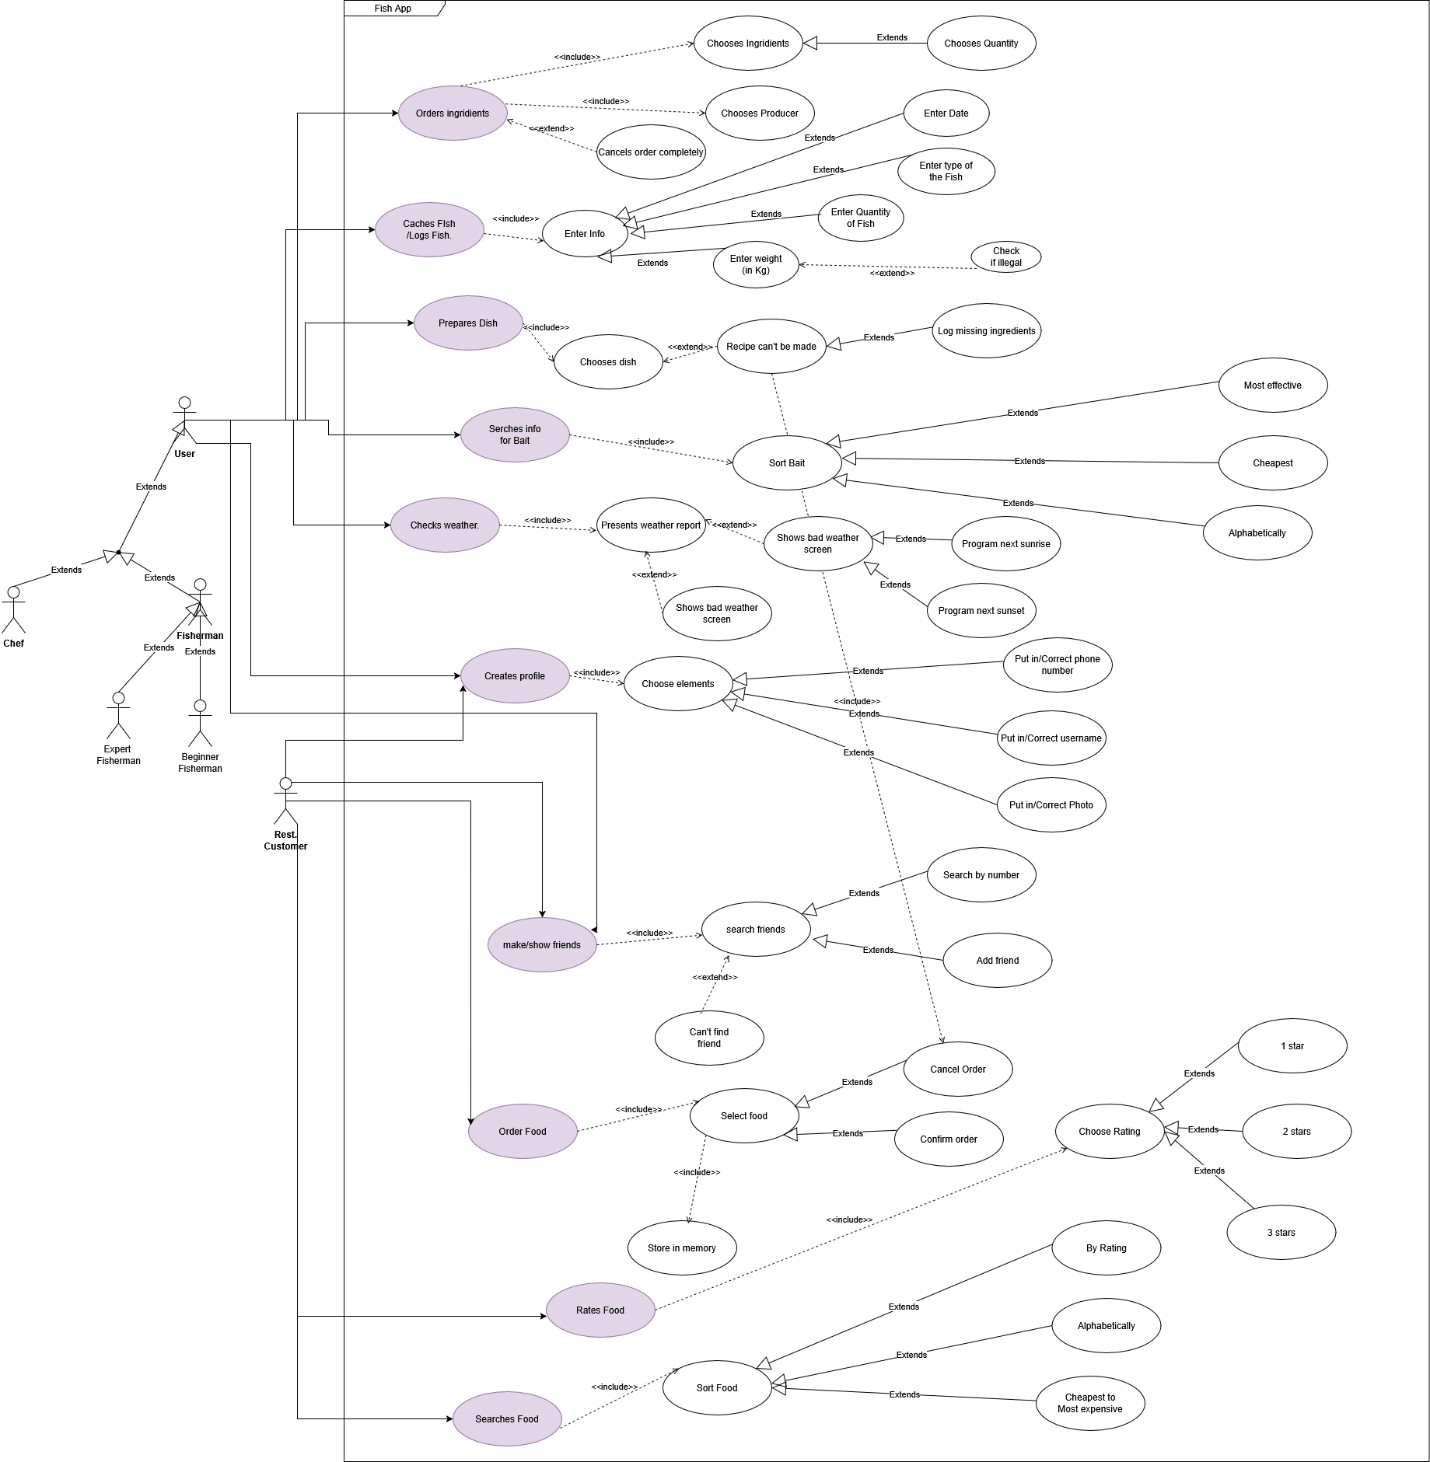 Fish App
Chooses Ingridients
Extends
Chooses Quantity
<<include>>
Orders ingridients
<<include>>
Chooses Producer
Enter Date
<<extend>>
Cancels order completely
Extends
Extends
Enter type of
the Fish
Caches FIsh
/Logs Fish.
<<include>>
Enter Info
Extends
Enter Quantity
of Fish
Extends
Enter weight
(in Kg)
<<extend>>
Check
if illegal
Prepares Dish
<<include>>
Chooses dish
<<extend>>
Recipe can't be made
Extends
Log missing ingredients
Most effective
Extends
User
Serches info
for Bait
<<include>>
Sort Bait
Extends
Cheapest
Extends
Alphabetically
Extends
Checks weather.
<<include>>
Presents weather report
<<extend>>
Shows bad weather
screen
Extends
Program next sunrise
<<extend>>
Extends
Program next sunset
Shows bad weather
screen
Extends
Extends
Chef
Fisherman
Extends
Extends
Expert
Fisherman
Beginner
Fisherman
Creates profile
<<include>>
Choose elements
Extends
Put in/Correct phone
number
<<include>>
Extends
Put in/Correct username
Extends
Put in/Correct Photo
Rest.
Customer
Search by number
Extends
make/show friends
<<include>>
search friends
Extends
Add friend
<<extend>>
Can't find
friend
Cancel Order
Extends
1 star
Extends
Order Food
<<include>>
Select food
Extends
Confirm order
Choose Rating
Extends
2 stars
<<include>>
Extends
Store in memory
<<include>>
3 stars
By Rating
Rates Food
Extends
Alphabetically
Extends
Searches Food
<<include>>
Sort Food
Extends
Cheapest to
Most expensive